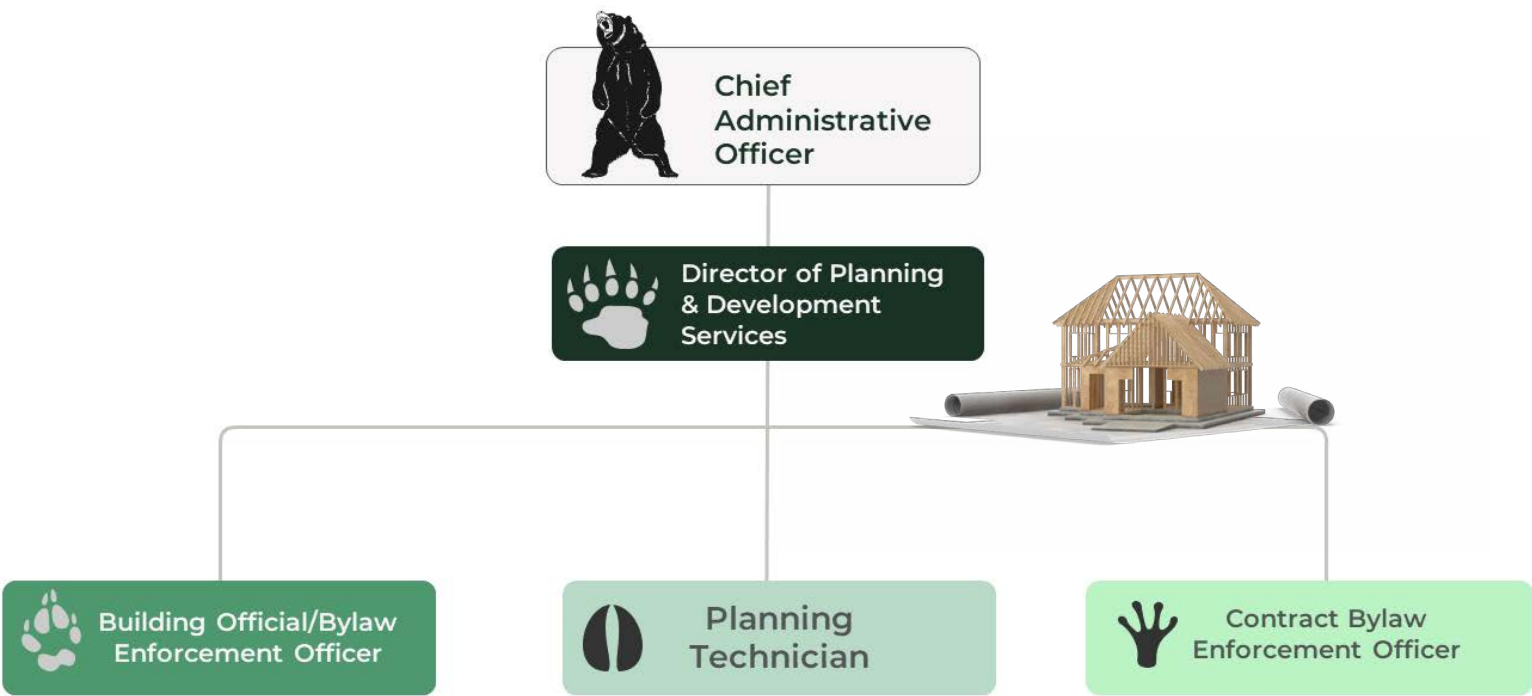 Chief
Administrative
Officer
Director of Planning
& Development
Services
Building Official/Bylaw
Enforcement Officer
Planning
Technician
Contract Bylaw
Enforcement Officer